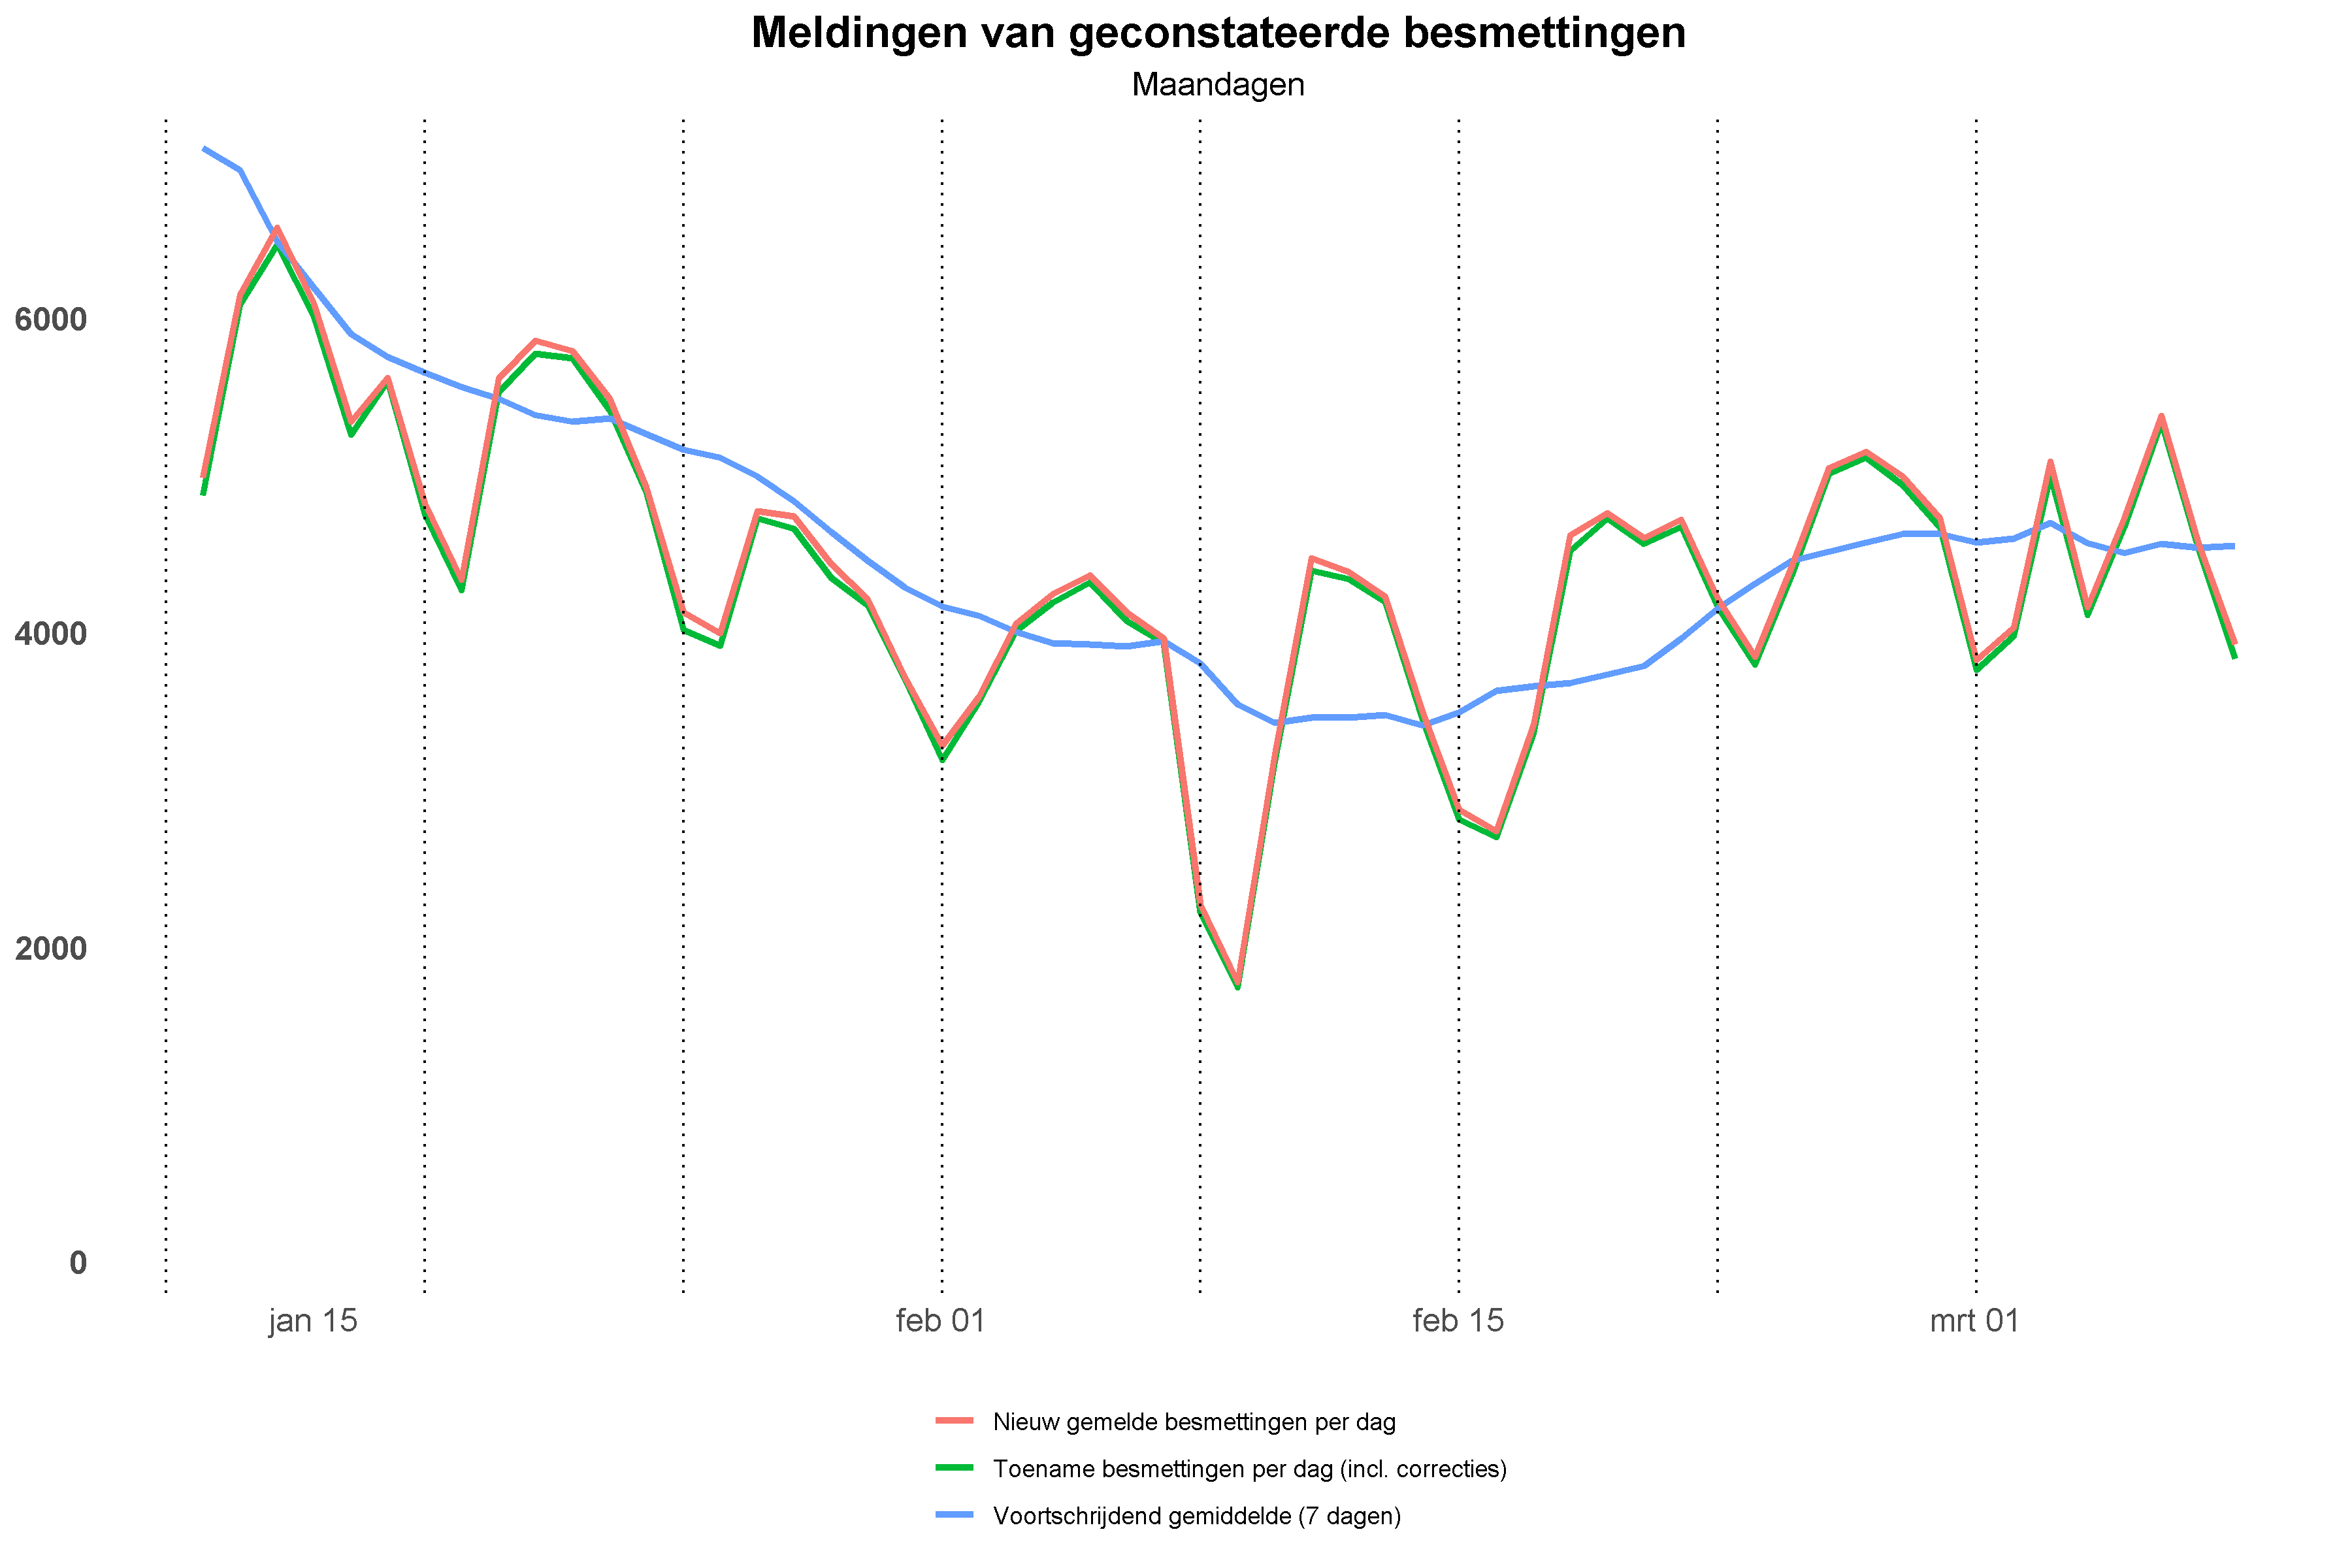 Meldingen van geconstateerde besmettingen
Maandagen
6000
4000
2000
0
jan 15
feb 01
feb 15
mrt 01
Nieuw gemelde besmettingen per dag
Toename besmettingen per dag (incl. correcties)
Voortschrijdend gemiddelde (7 dagen)